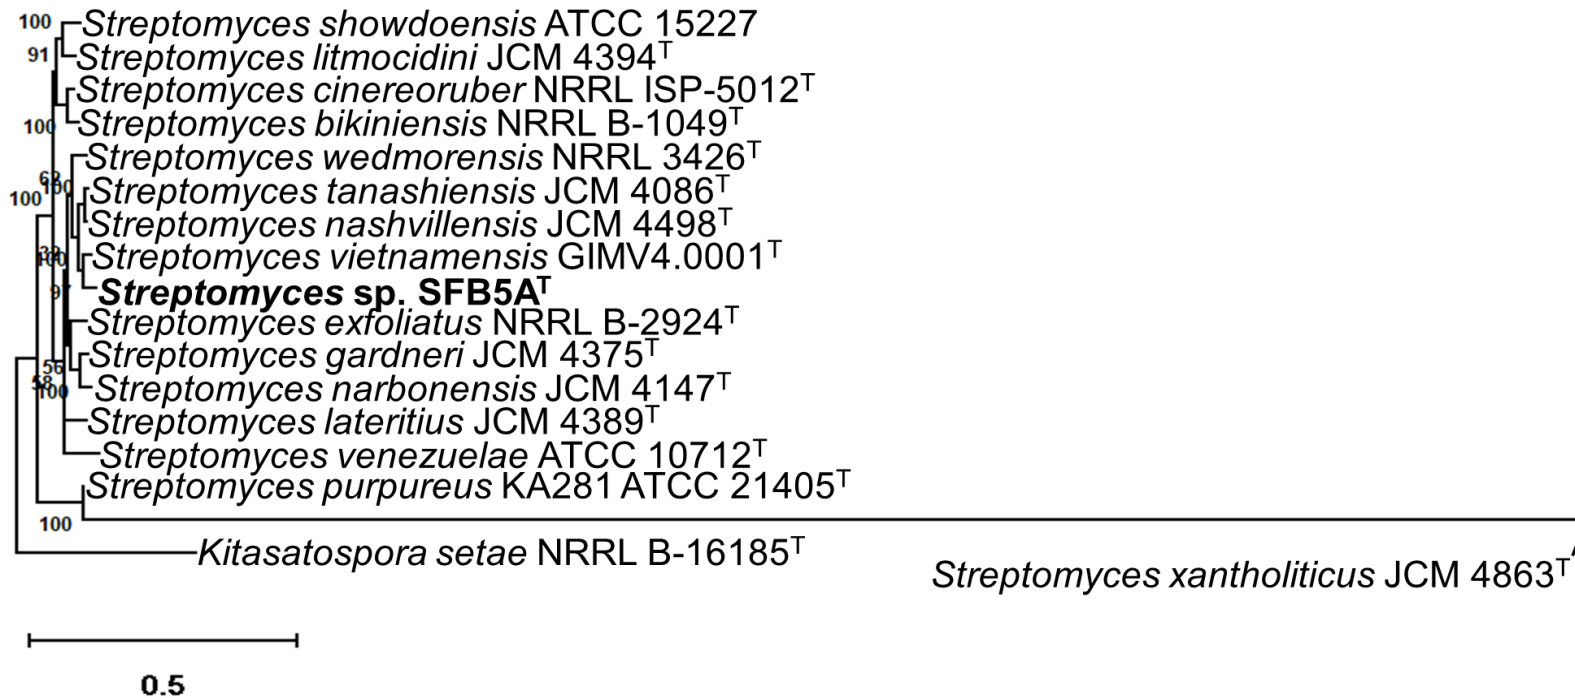 100
Streptomyces showdoensis ATCC 15227
91
Streptomyces litmocidini JCM 4394ᵀ
Streptomyces cinereoruber NRRL ISP-5012ᵀ
100
Streptomyces bikiniensis NRRL B-1049ᵀ
Streptomyces wedmorensis NRRL 3426ᵀ
100
Streptomyces tanashiensis JCM 4086ᵀ
100
Streptomyces nashvillensis JCM 4498ᵀ
Streptomyces vietnamensis GIMV4.0001ᵀ
100
97
Streptomyces sp. SFB5Aᵀ
Streptomyces exfoliatus NRRL B-2924ᵀ
Streptomyces gardneri JCM 4375ᵀ
56
58
100
Streptomyces narbonensis JCM 4147ᵀ
Streptomyces lateritius JCM 4389ᵀ
Streptomyces venezuelae ATCC 10712ᵀ
Streptomyces purpureus KA281 ATCC 21405ᵀ
100
Kitasatospora setae NRRL B-16185ᵀ
Streptomyces xantholiticus JCM 4863ᵀ
0.5